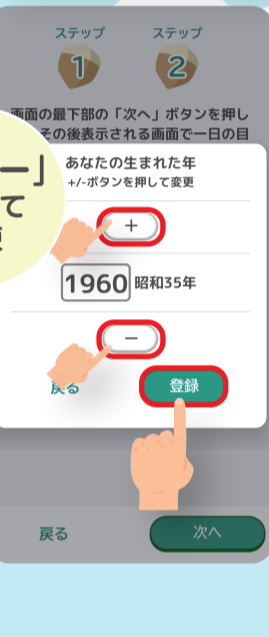 ステップ ステップ
1 2
画面の最下部の「次へ」ボタンを押し
その後表示される画面で一日の目
ー」
て
あなたの生まれた年
+/-ボタンを押して変更
+
1960 昭和35年
−
戻る 登録
戻る 次へ